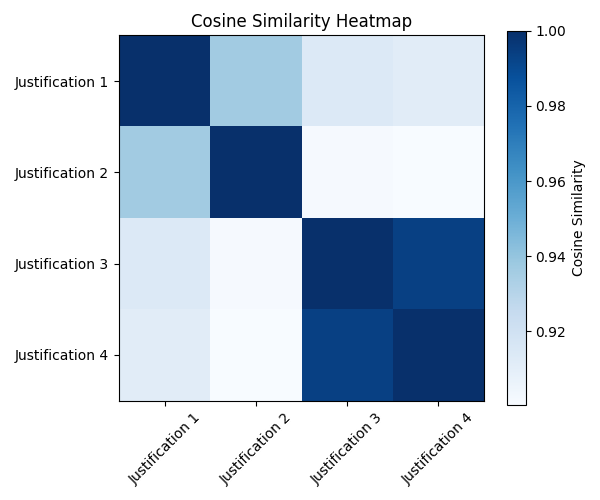 Cosine Similarity Heatmap
Justification 1
Justification 2
Justification 3
Justification 4
Justification 1
Justification 2
Justification 3
Justification 4
1.00
0.98
0.96
0.94
0.92
Cosine Similarity